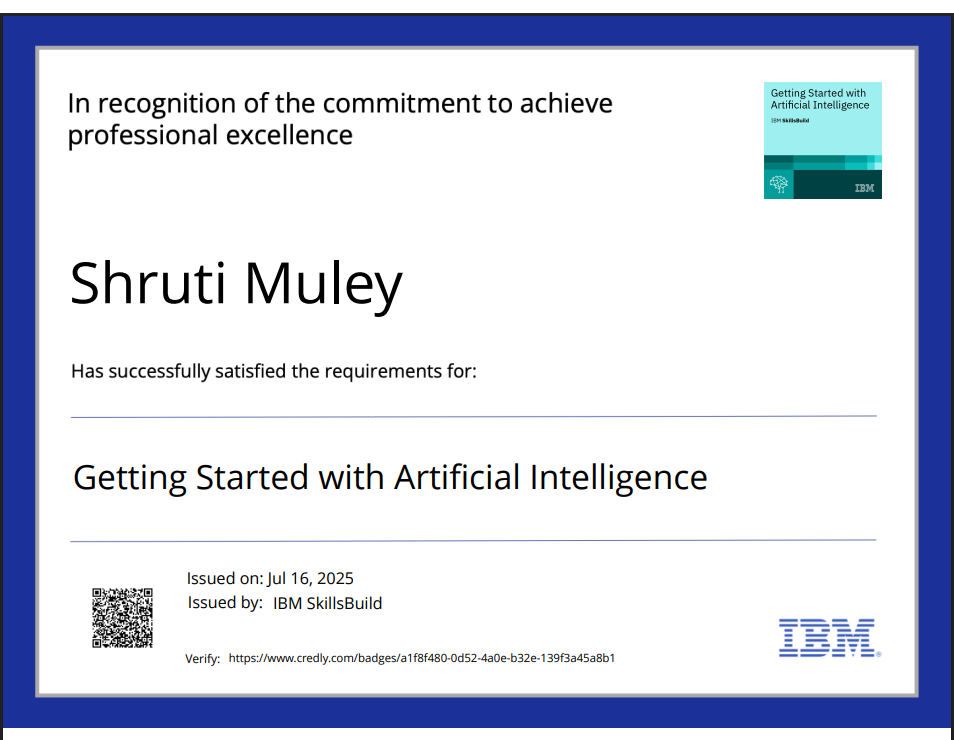 In recognition of the commitment to achieve
professional excellence
Getting Started with
Artificial Intelligence
IBM SkillsBuild
IBM
Shruti Muley
Has successfully satisfied the requirements for:
Getting Started with Artificial Intelligence
Issued on: Jul 16, 2025
Issued by: IBM SkillsBuild
Verify: https://www.credly.com/badges/a1f8f480-0d52-4a0e-b32e-139f3a45a8b1
IBM®